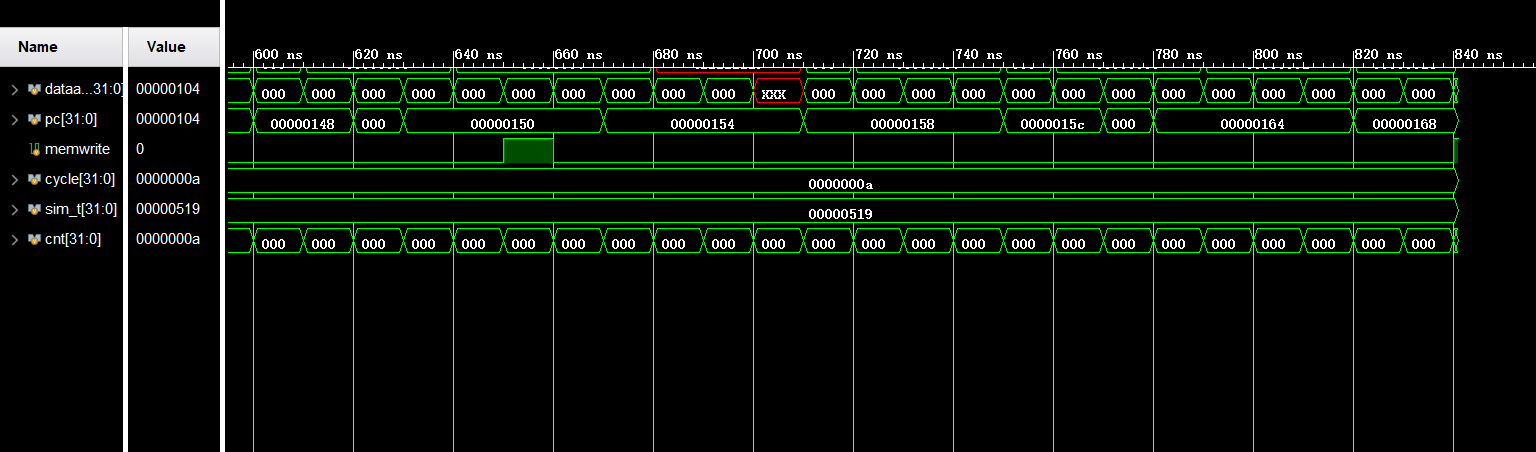 Name Value
600 ns 620 ns 640 ns 660 ns 680 ns 700 ns 720 ns 740 ns 760 ns 780 ns 800 ns 820 ns 840 ns
dataa...31:0] 00000104 000 000 000 000 000 000 000 000 000 000 XXX 000 000 000 000 000 000 000 000 000 000 000 000 000
pc[31:0] 00000104 00000148 000 00000150 00000154 00000158 0000015c 000 00000164 00000168
memwrite 0
cycle[31:0] 0000000a 0000000a
sim_t[31:0] 00000519 00000519
cnt[31:0] 0000000a 000 000 000 000 000 000 000 000 000 000 000 000 000 000 000 000 000 000 000 000 000 000 000 000